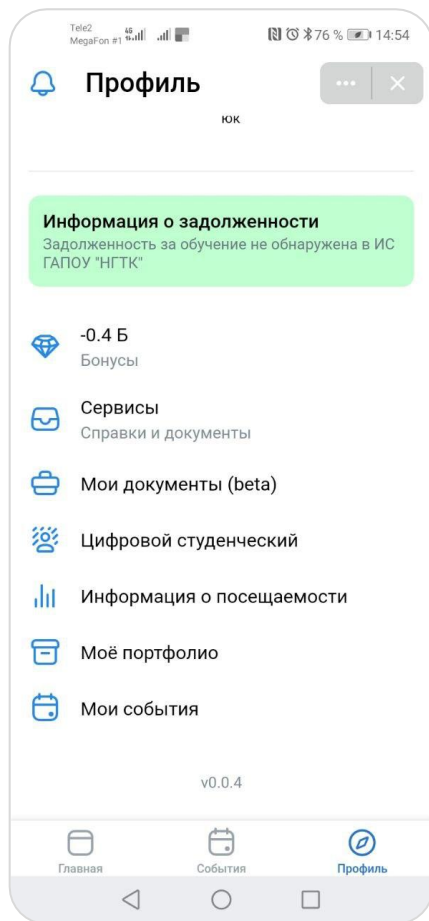 Tele2
MegaFon #1 4G 76 % 14:54
Профиль
юк
Информация о задолженности
Задолженность за обучение не обнаружена в ИС
ГАПОУ "НГТК"
-0.4 Б
Бонусы
Сервисы
Справки и документы
Мои документы (beta)
Цифровой студенческий
Информация о посещаемости
Моё портфолио
Мои события
v0.0.4
Главная События Профиль